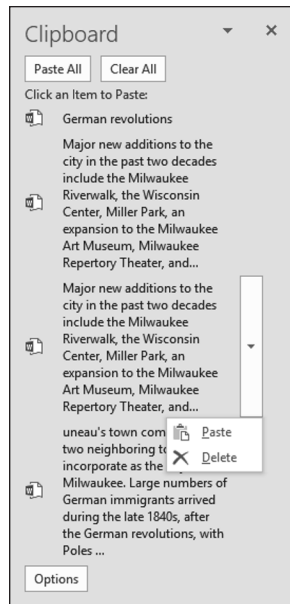 Clipboard
Paste All Clear All
Click an Item to Paste:
German revolutions
Major new additions to the
city in the past two decades
include the Milwaukee
Riverwalk, the Wisconsin
Center, Miller Park, an
expansion to the Milwaukee
Art Museum, Milwaukee
Repertory Theater, and...
Major new additions to the
city in the past two decades
include the Milwaukee
Riverwalk, the Wisconsin
Center, Miller Park, an
expansion to the Milwaukee
Art Museum, Milwaukee
Repertory Theater, and...
uneau's town com
Paste
two neighboring to
incorporate as the
Delete
Milwaukee. Large numbers of
German immigrants arrived
during the late 1840s, after
the German revolutions, with
Poles ...
Options